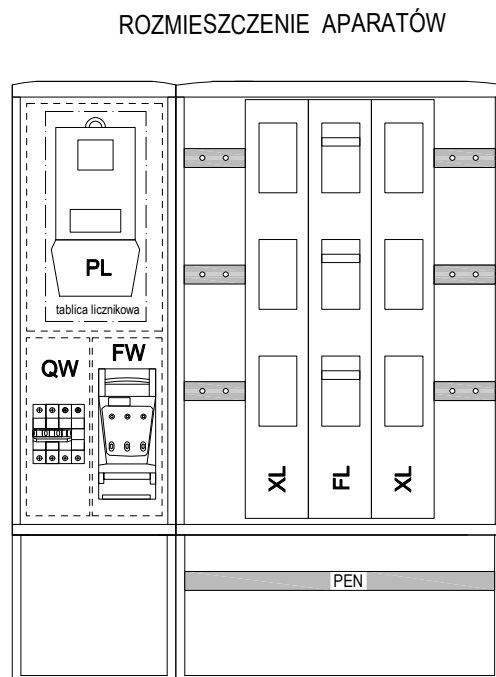 ROZMIESZCZENIE APARATÓW
PL
tablica licznikowa
QW
FW
XL
FL
XL
PEN